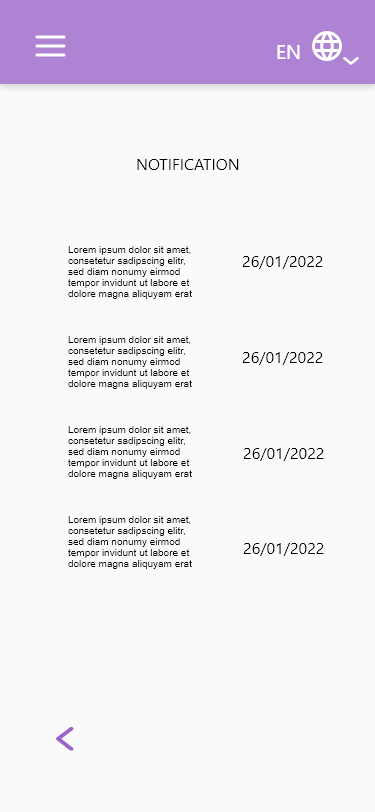 EN
NOTIFICATION
Lorem ipsum dolor sit amet,
consetetur sadipscing elitr,
sed diam nonumy eirmod
tempor invidunt ut labore et
dolore magna aliquyam erat
26/01/2022
Lorem ipsum dolor sit amet,
consetetur sadipscing elitr,
sed diam nonumy eirmod
tempor invidunt ut labore et
dolore magna aliquyam erat
26/01/2022
Lorem ipsum dolor sit amet,
consetetur sadipscing elitr,
sed diam nonumy eirmod
tempor invidunt ut labore et
dolore magna aliquyam erat
26/01/2022
Lorem ipsum dolor sit amet,
consetetur sadipscing elitr,
sed diam nonumy eirmod
tempor invidunt ut labore et
dolore magna aliquyam erat
26/01/2022